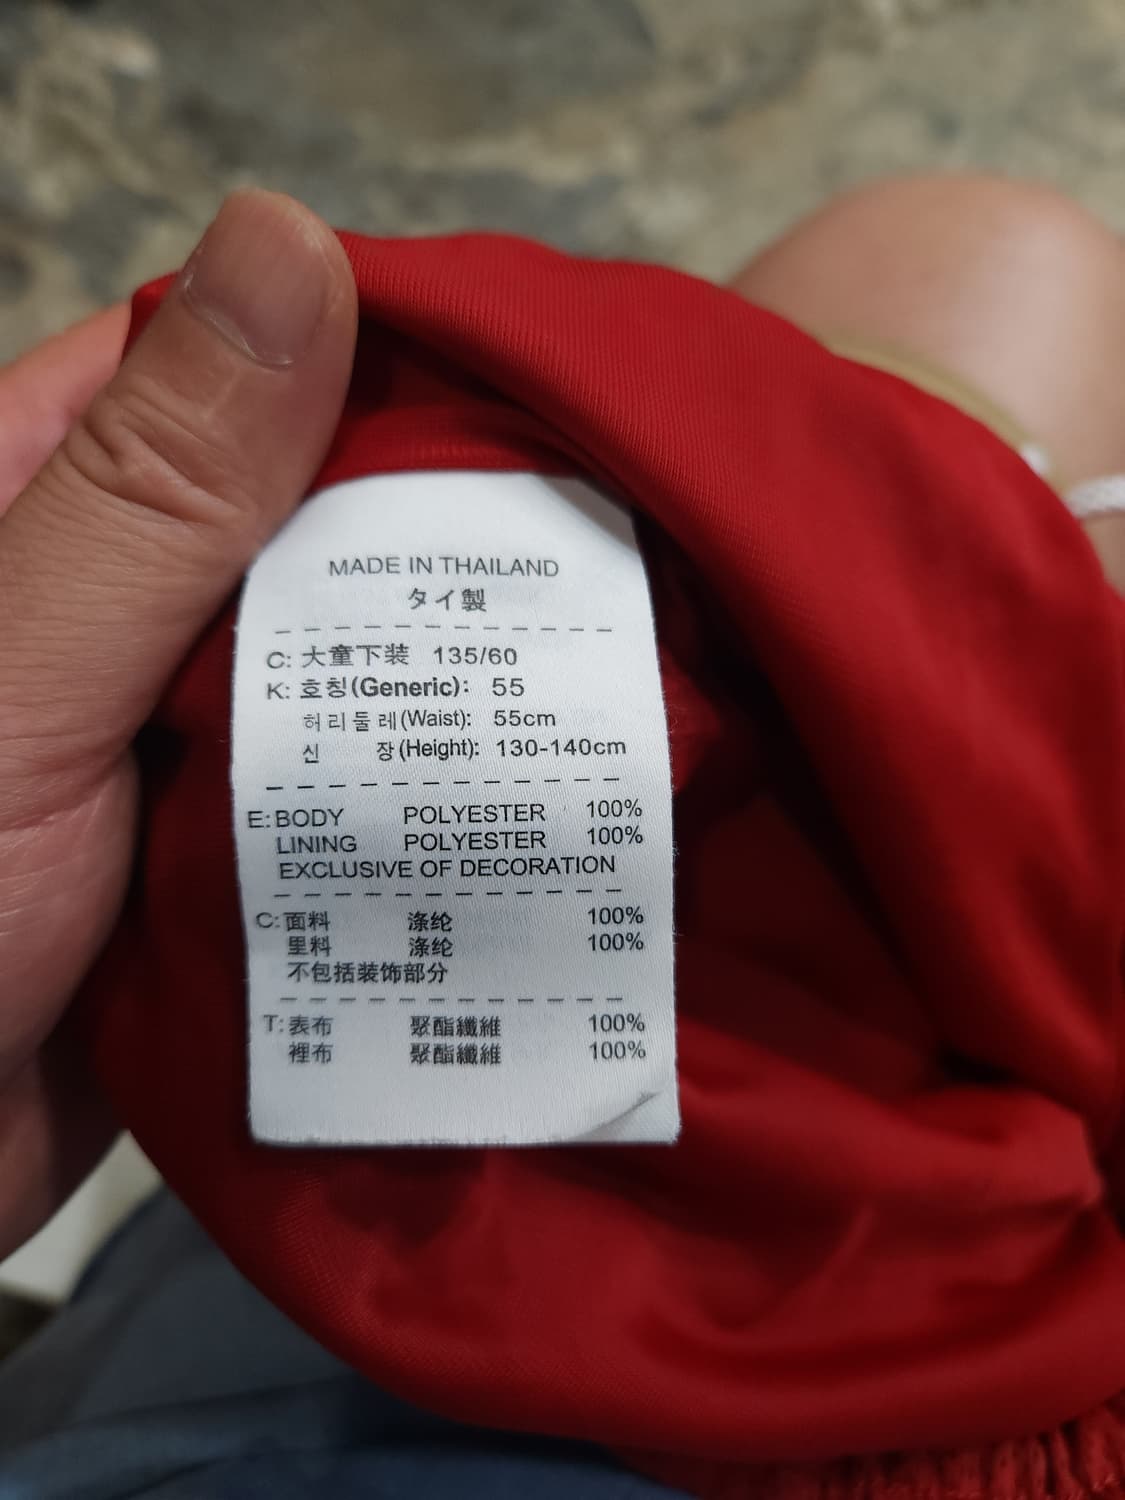 MADE IN THAILAND
タイ製
C: 大童下装 135/60
K: 호칭(Generic): 55
허리둘레(Waist): 55cm
신 장(Height): 130-140cm
E: BODY POLYESTER 100%
LINING POLYESTER 100%
EXCLUSIVE OF DECORATION
C: 面料 涤纶 100%
里料 涤纶 100%
不包括装饰部分
T: 表布 聚酯纖維 100%
裡布 聚酯纖維 100%